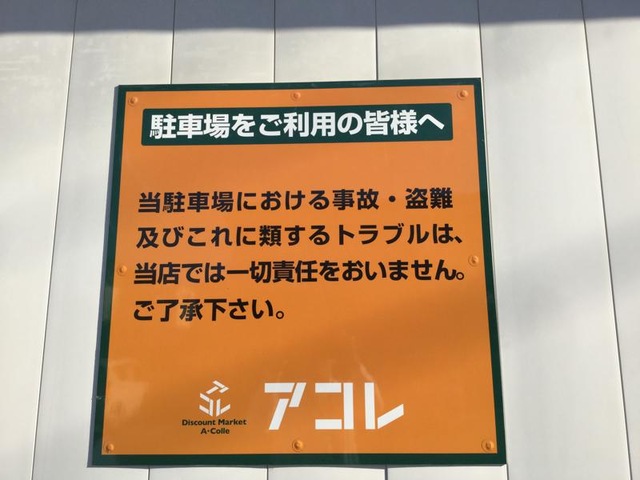 駐車場をご利用の皆様へ
当駐車場における事故・盗難
及びこれに類するトラブルは、
当店では一切責任をおいません。
ご了承下さい。
アコレ
Discount Market
A·Colle
アコレ